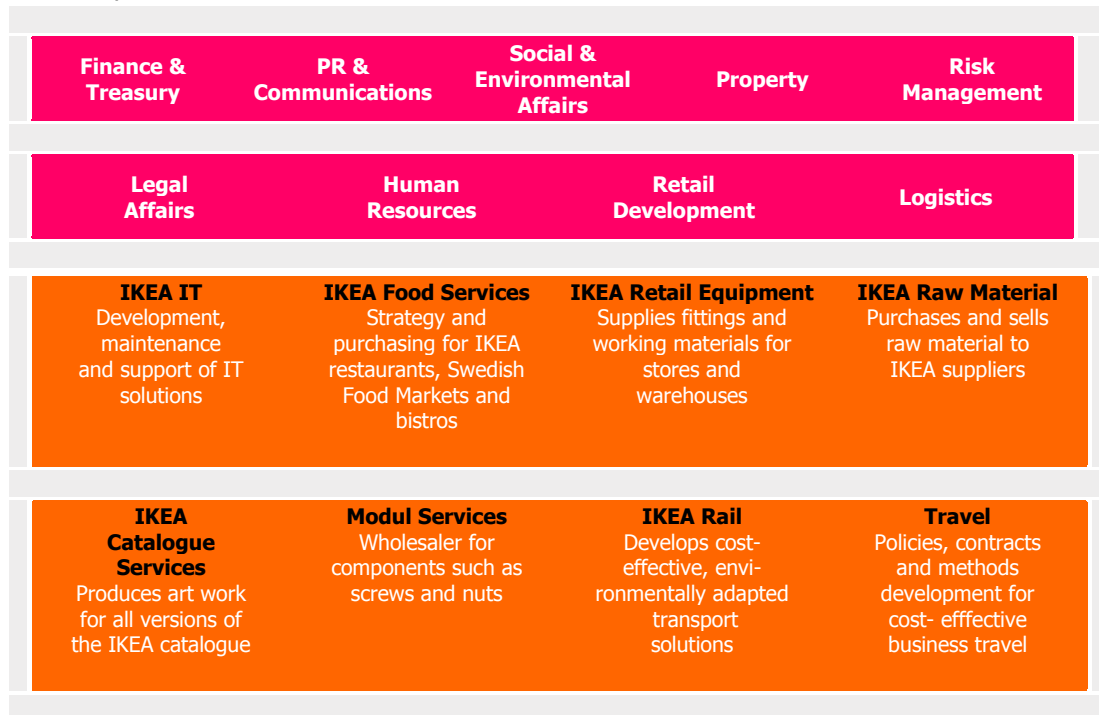 Finance &
Treasury
PR &
Communications
Social &
Environmental
Affairs
Property
Risk
Management
Legal
Affairs
Human
Resources
Retail
Development
Logistics
IKEA IT
Development,
maintenance
and support of IT
solutions
IKEA Food Services
Strategy and
purchasing for IKEA
restaurants, Swedish
Food Markets and
bistros
IKEA Retail Equipment
Supplies fittings and
working materials for
stores and
warehouses
IKEA Raw Material
Purchases and sells
raw material to
IKEA suppliers
IKEA
Catalogue
Services
Produces art work
for all versions of
the IKEA catalogue
Modul Services
Wholesaler for
components such as
screws and nuts
IKEA Rail
Develops cost-
effective, envi-
ronmentally adapted
transport
solutions
Travel
Policies, contracts
and methods
development for
cost- efffective
business travel